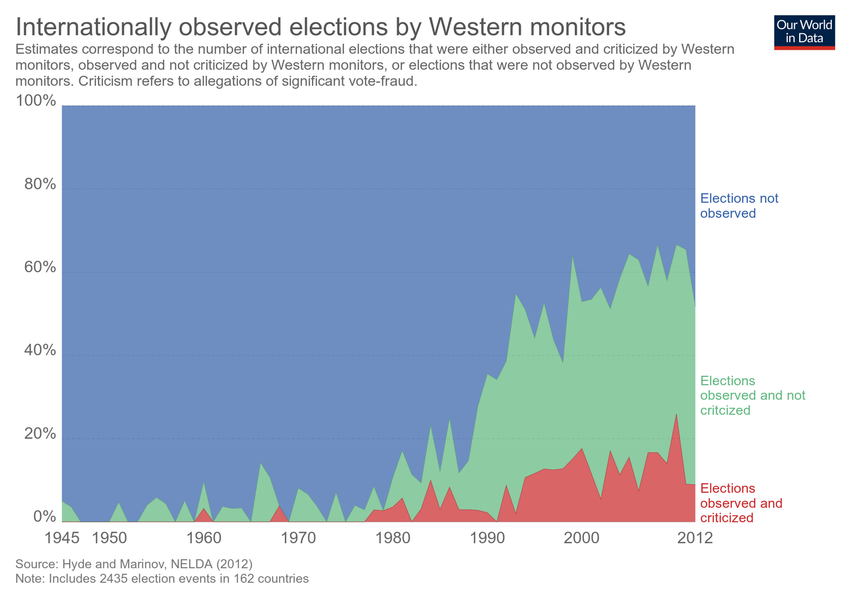 Internationally observed elections by Western monitors
Our World
in Data
Estimates correspond to the number of international elections that were either observed and criticized by Western
monitors, observed and not criticized by Western monitors, or elections that were not observed by Western
monitors. Criticism refers to allegations of significant vote-fraud.
100%
80%
60%
40%
20%
0%
Elections not
observed
Elections
observed and not
critcized
Elections
observed and
criticized
1945 1950 1960 1970 1980 1990 2000 2012
Source: Hyde and Marinov, NELDA (2012)
Note: Includes 2435 election events in 162 countries